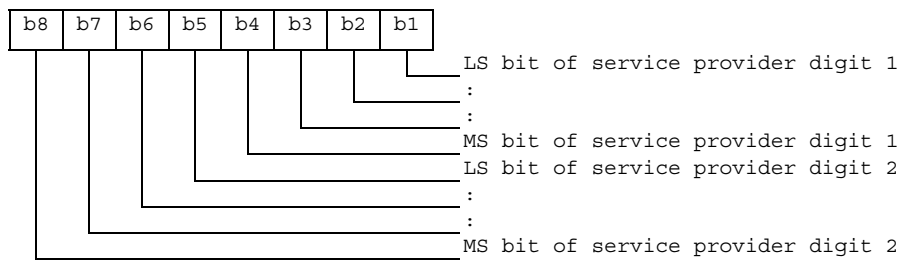 b8 b7 b6 b5 b4 b3 b2 b1
LS bit of service provider digit 1
:
:
MS bit of service provider digit 1
LS bit of service provider digit 2
:
:
MS bit of service provider digit 2